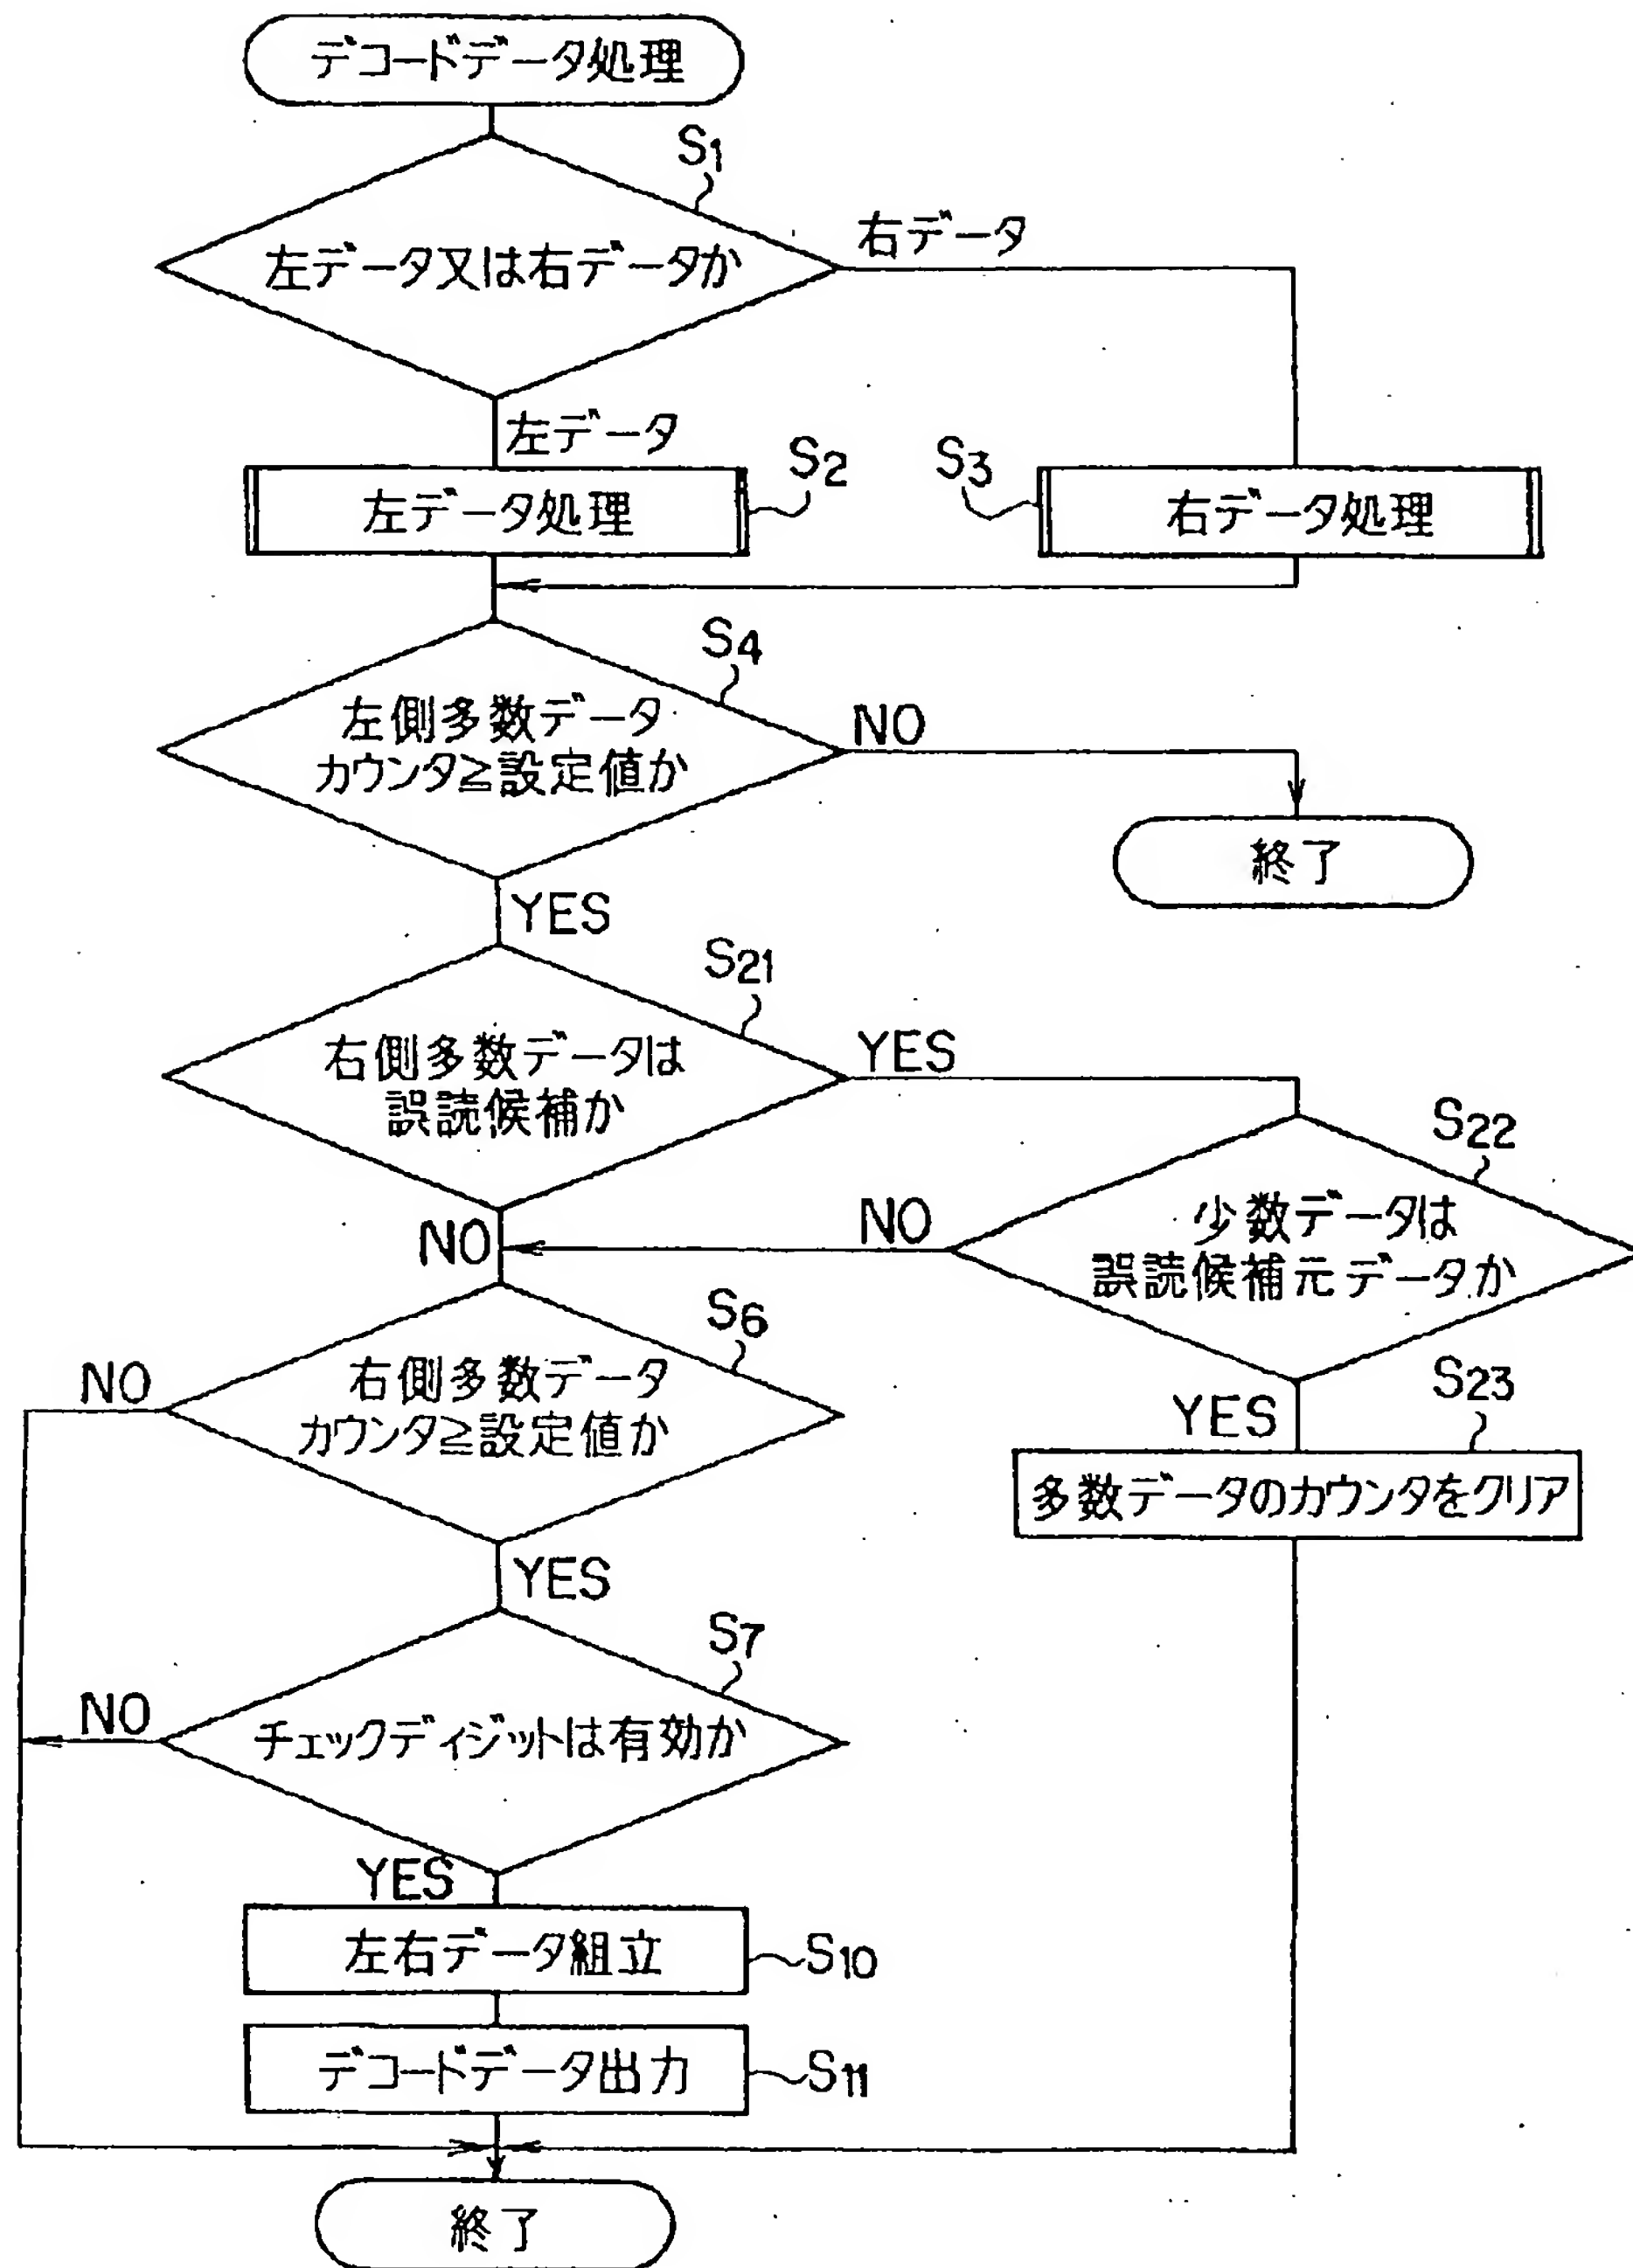 デコードデータ処理
S1
左データ又は右データか
右データ
左データ
S2
左データ処理
S3
右データ処理
S4
左側多数データ
カウンタ≧設定値か
NO
終了
YES
S21
右側多数データは
誤読候補か
YES
S22
少数データは
誤読候補元データか
NO
NO
S6
右側多数データ
カウンタ≧設定値か
NO
YES
S23
多数データのカウンタをクリア
YES
S7
チェックディジットは有効か
NO
YES
左右データ組立
S10
デコードデータ出力
S11
終了